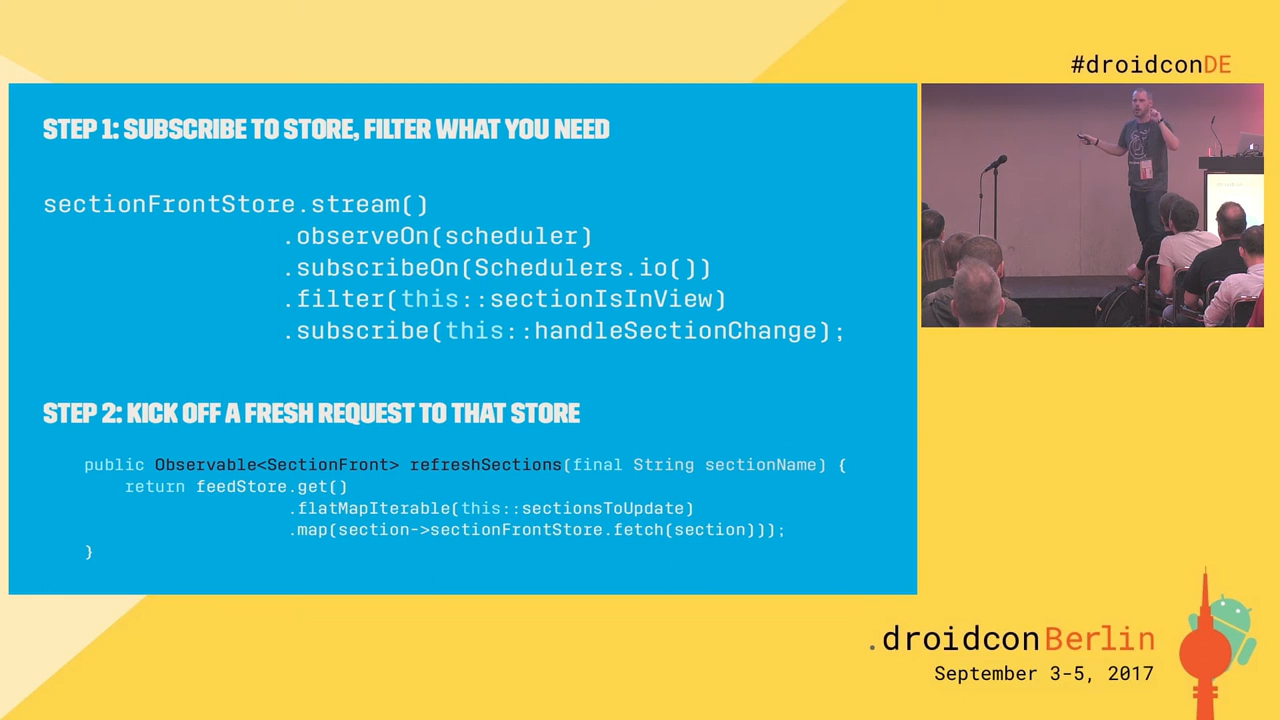 #droidconDE
STEP 1: SUBSCRIBE TO STORE, FILTER WHAT YOU NEED
sectionFrontStore.stream()
.observeOn(scheduler)
.subscribeOn(Schedulers.io())
.filter(this::sectionIsInView)
.subscribe(this::handleSectionChange);
STEP 2: KICK OFF A FRESH REQUEST TO THAT STORE
public Observable<SectionFront> refreshSections(final String sectionName) {
return feedStore.get()
.flatMapIterable(this::sectionsToUpdate)
.map(section->sectionFrontStore.fetch(section)));
}
.droidconBerlin
September 3-5, 2017